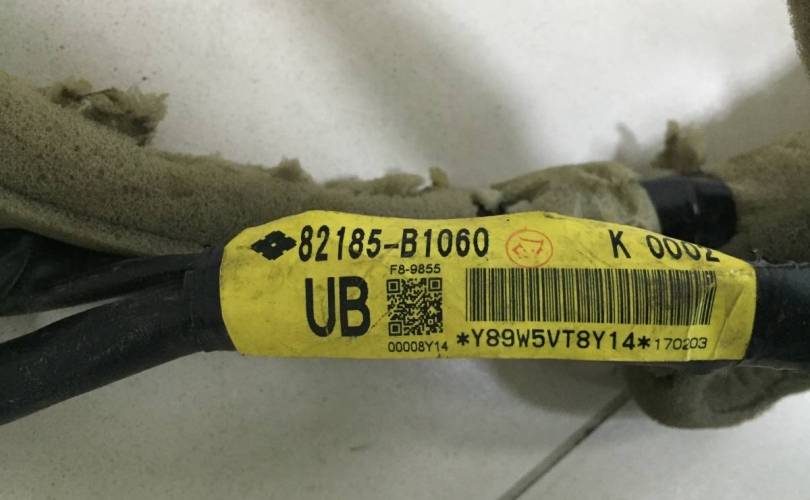 82185-B1060 K 0002
F8-9855
UB
00008Y14
*Y89W5VT8Y14* 170203